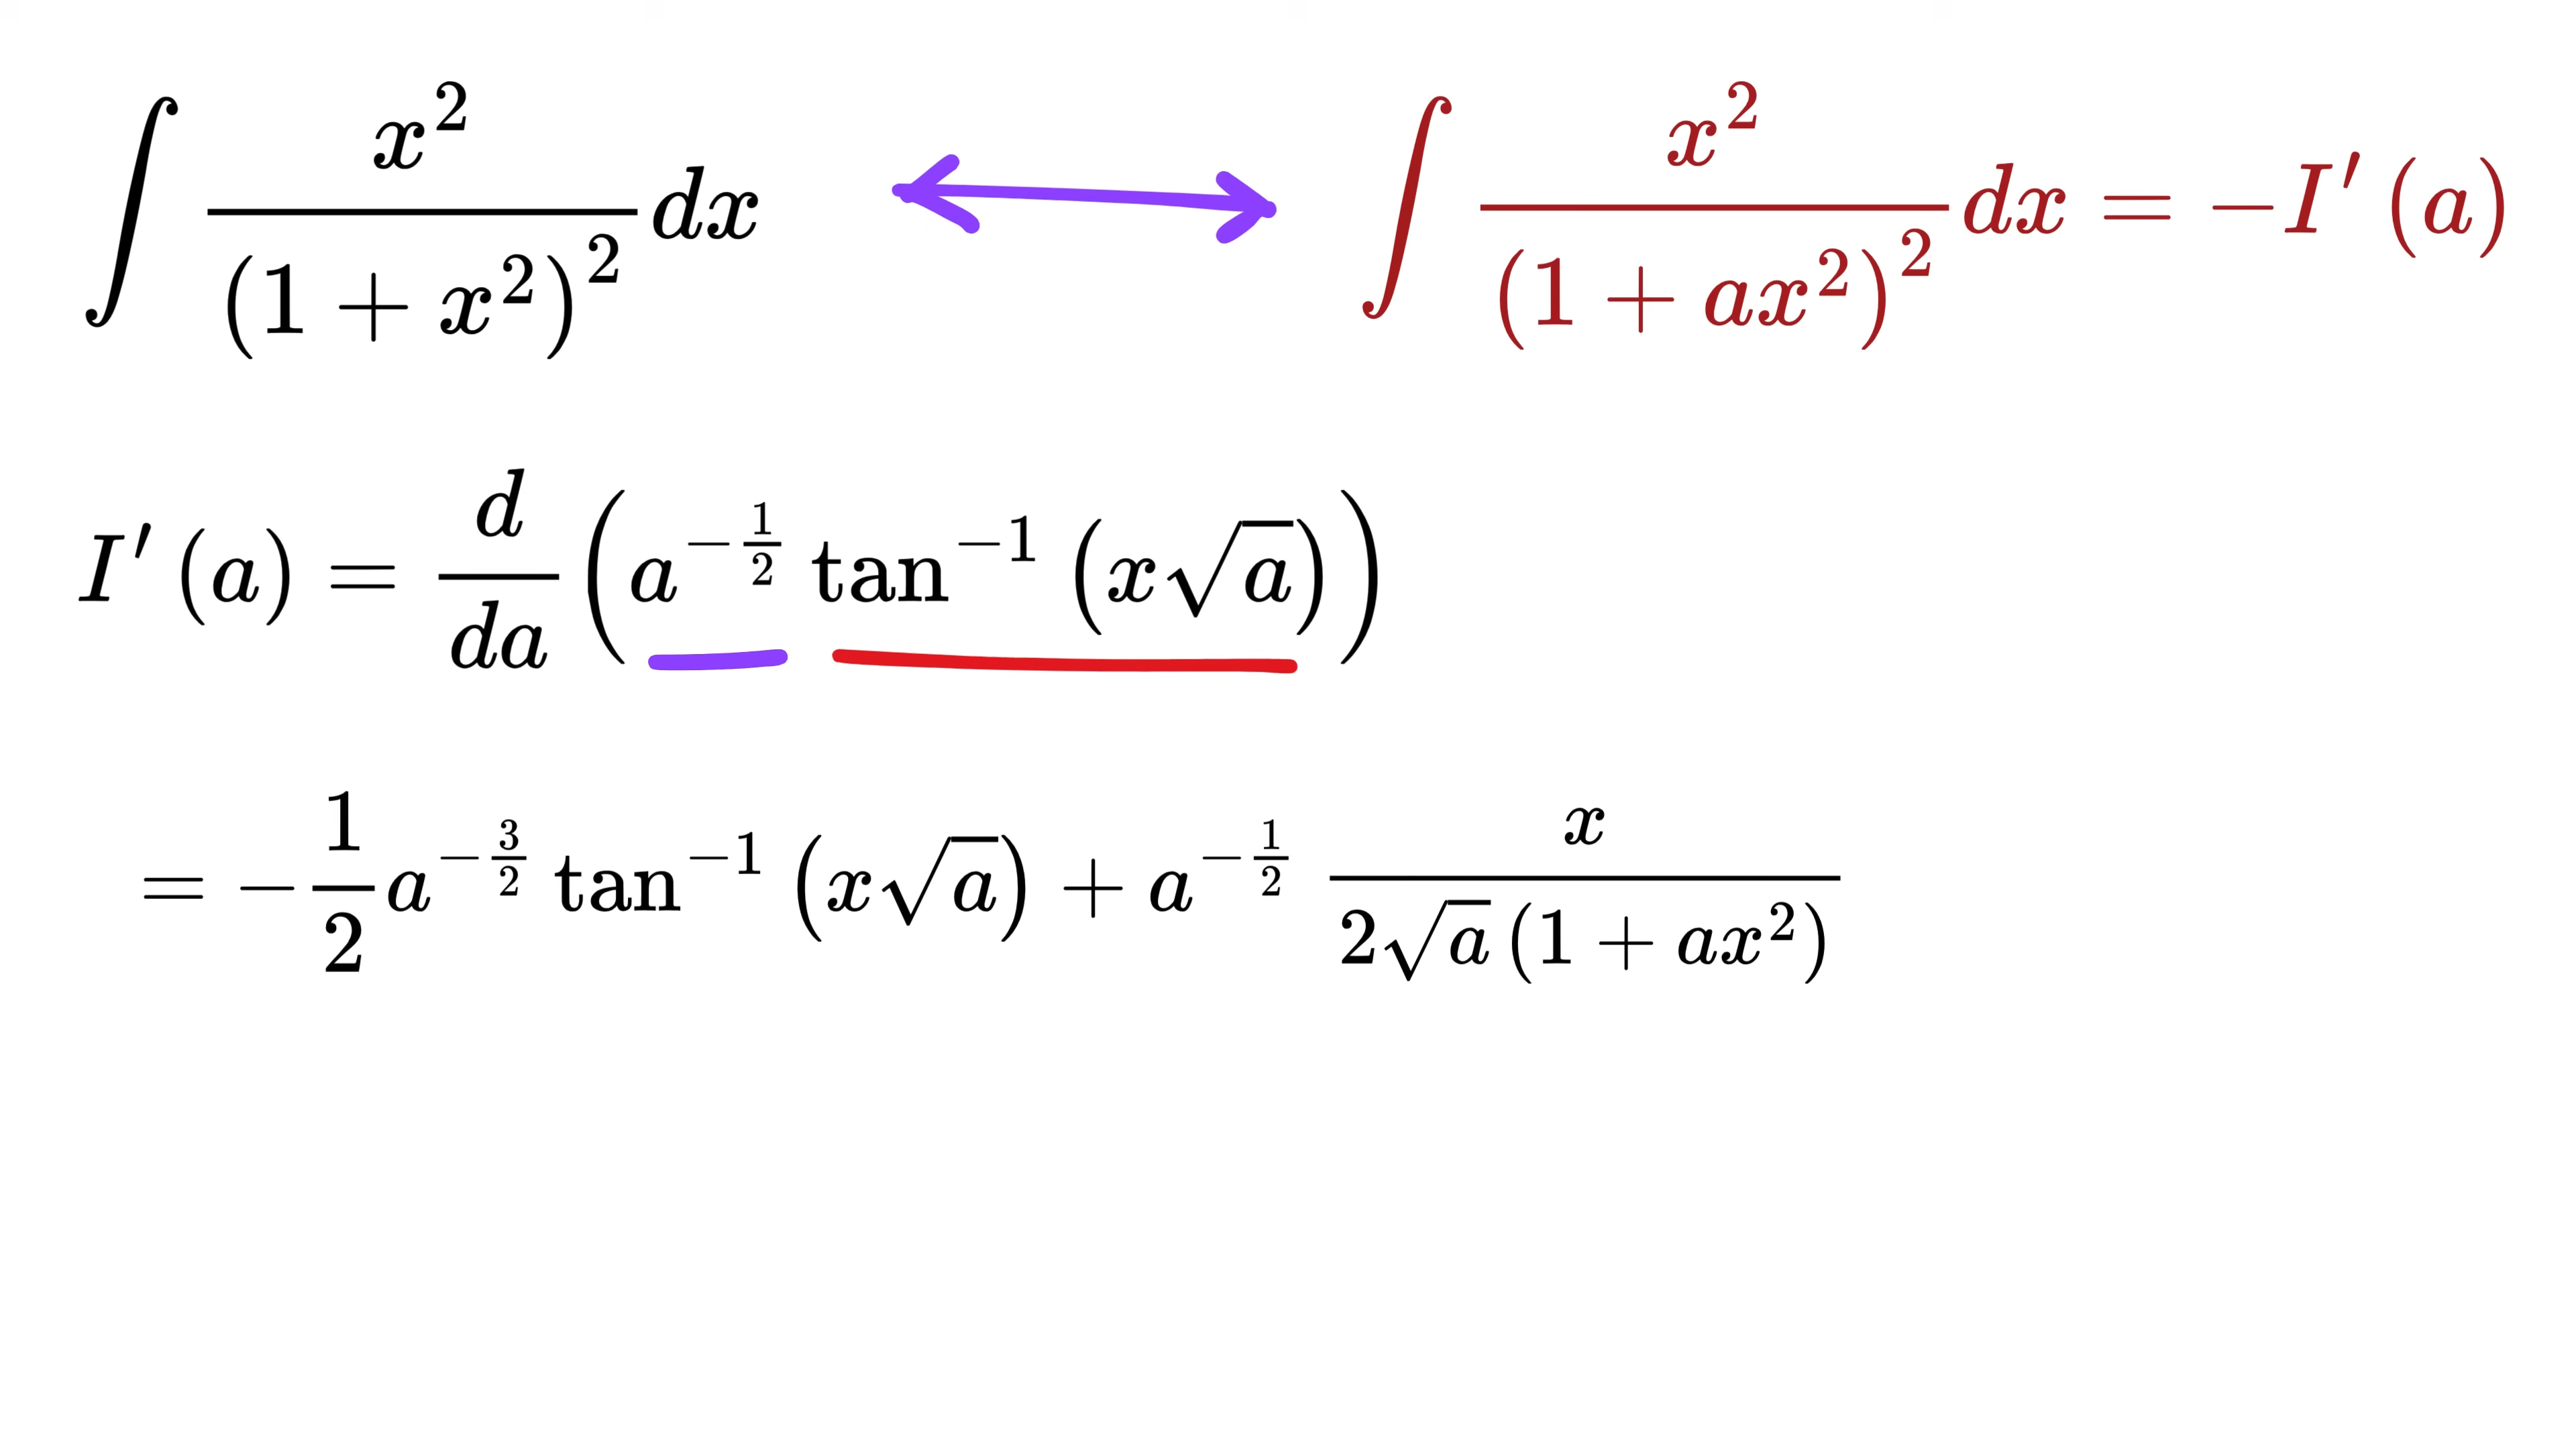 ∫ x² / (1 + x²)² dx ⟷ ∫ x² / (1 + ax²)² dx = −I′(a)
I′(a) = d/da (a^(−1/2) tan⁻¹(x√a))
= −1/2 a^(−3/2) tan⁻¹(x√a) + a^(−1/2) x / (2√a(1 + ax²))